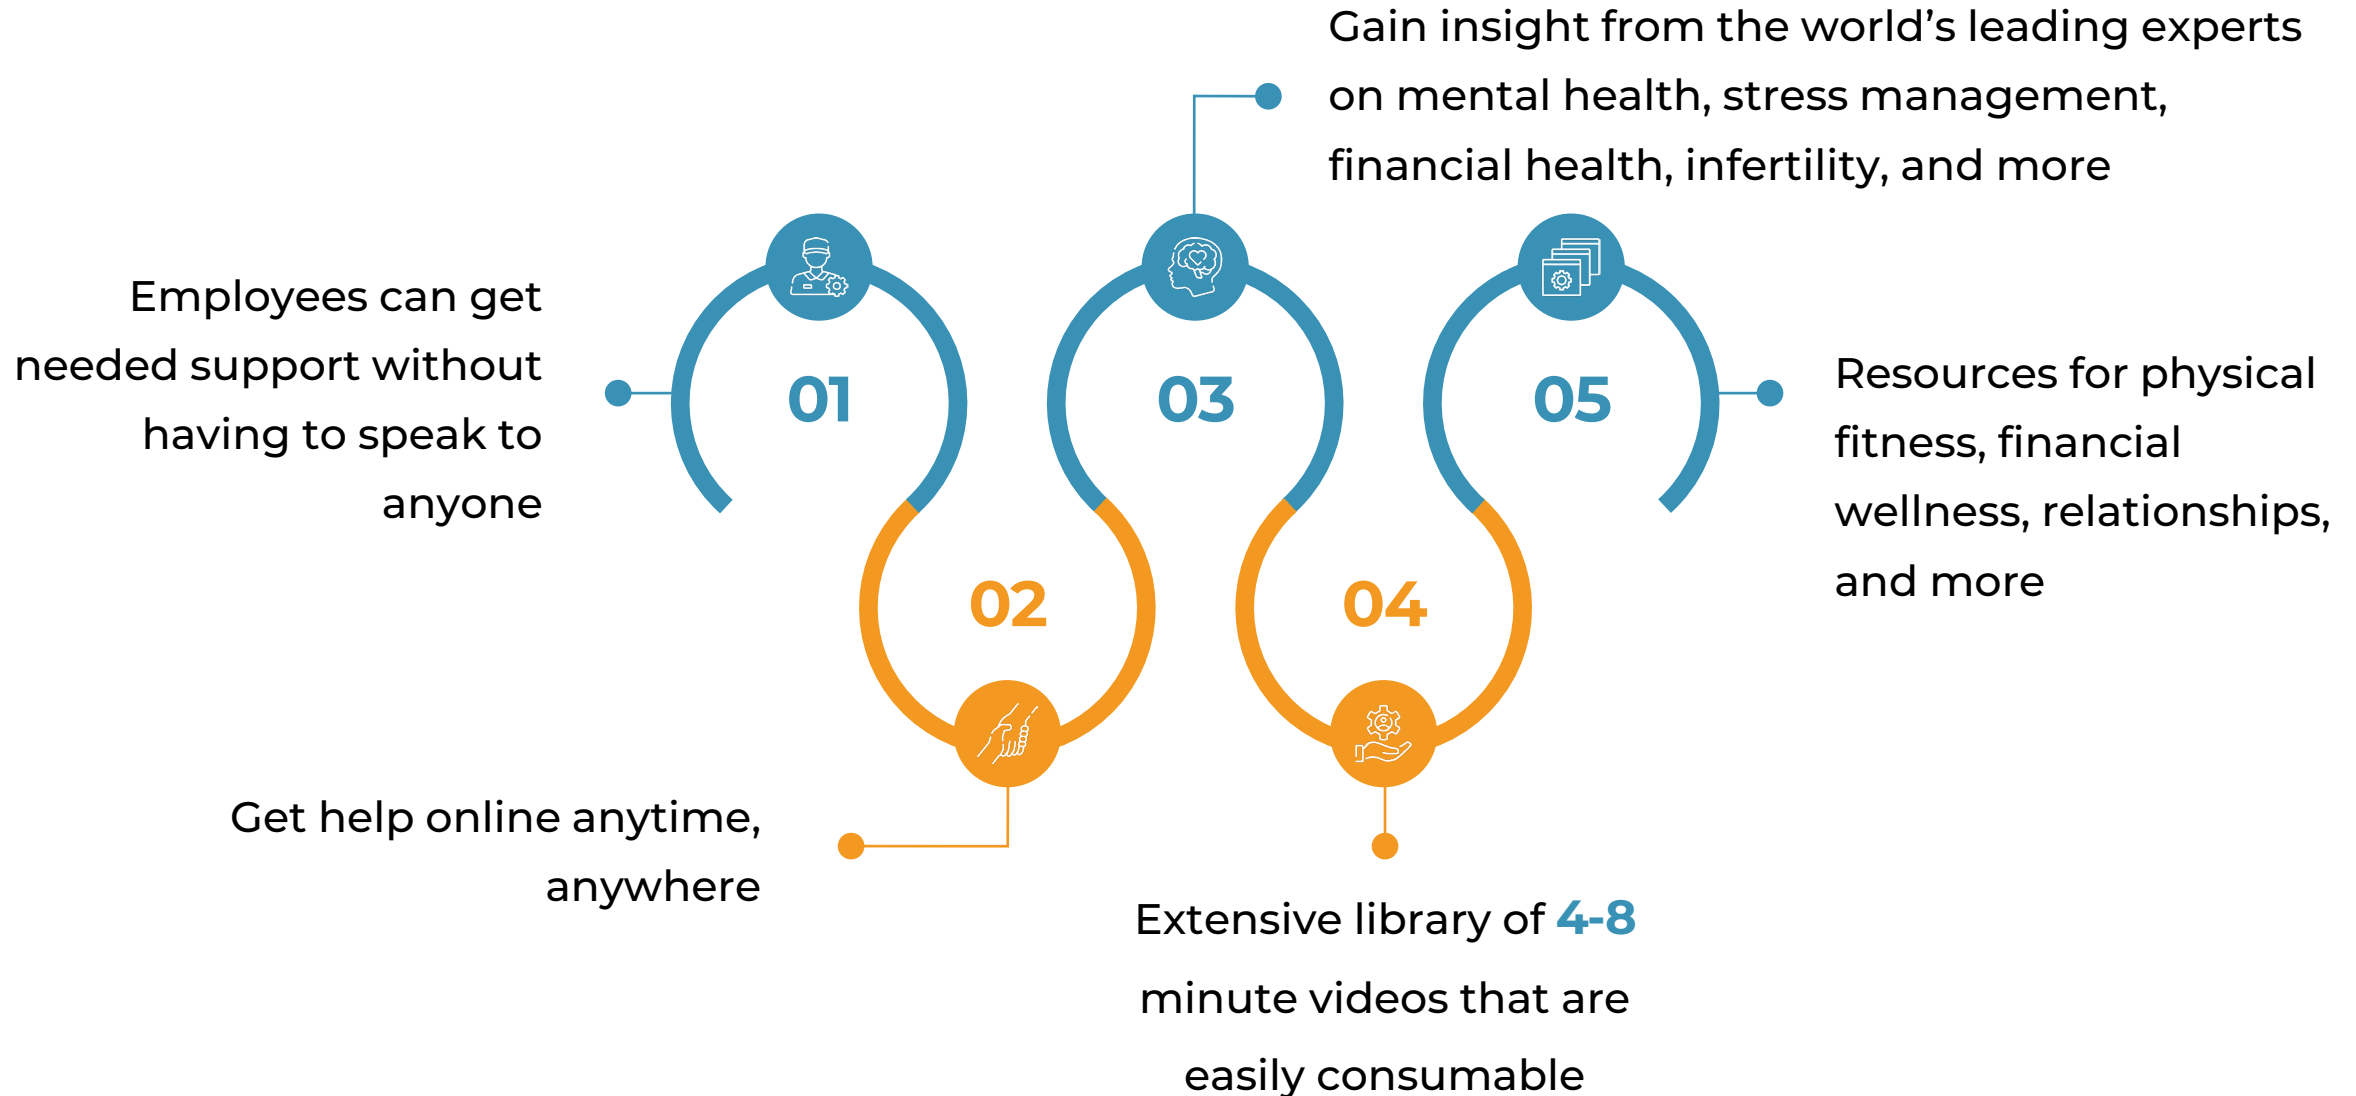 01
Employees can get
needed support without
having to speak to
anyone
02
Get help online anytime,
anywhere
03
Gain insight from the world’s leading experts
on mental health, stress management,
financial health, infertility, and more
04
Extensive library of 4-8
minute videos that are
easily consumable
05
Resources for physical
fitness, financial
wellness, relationships,
and more